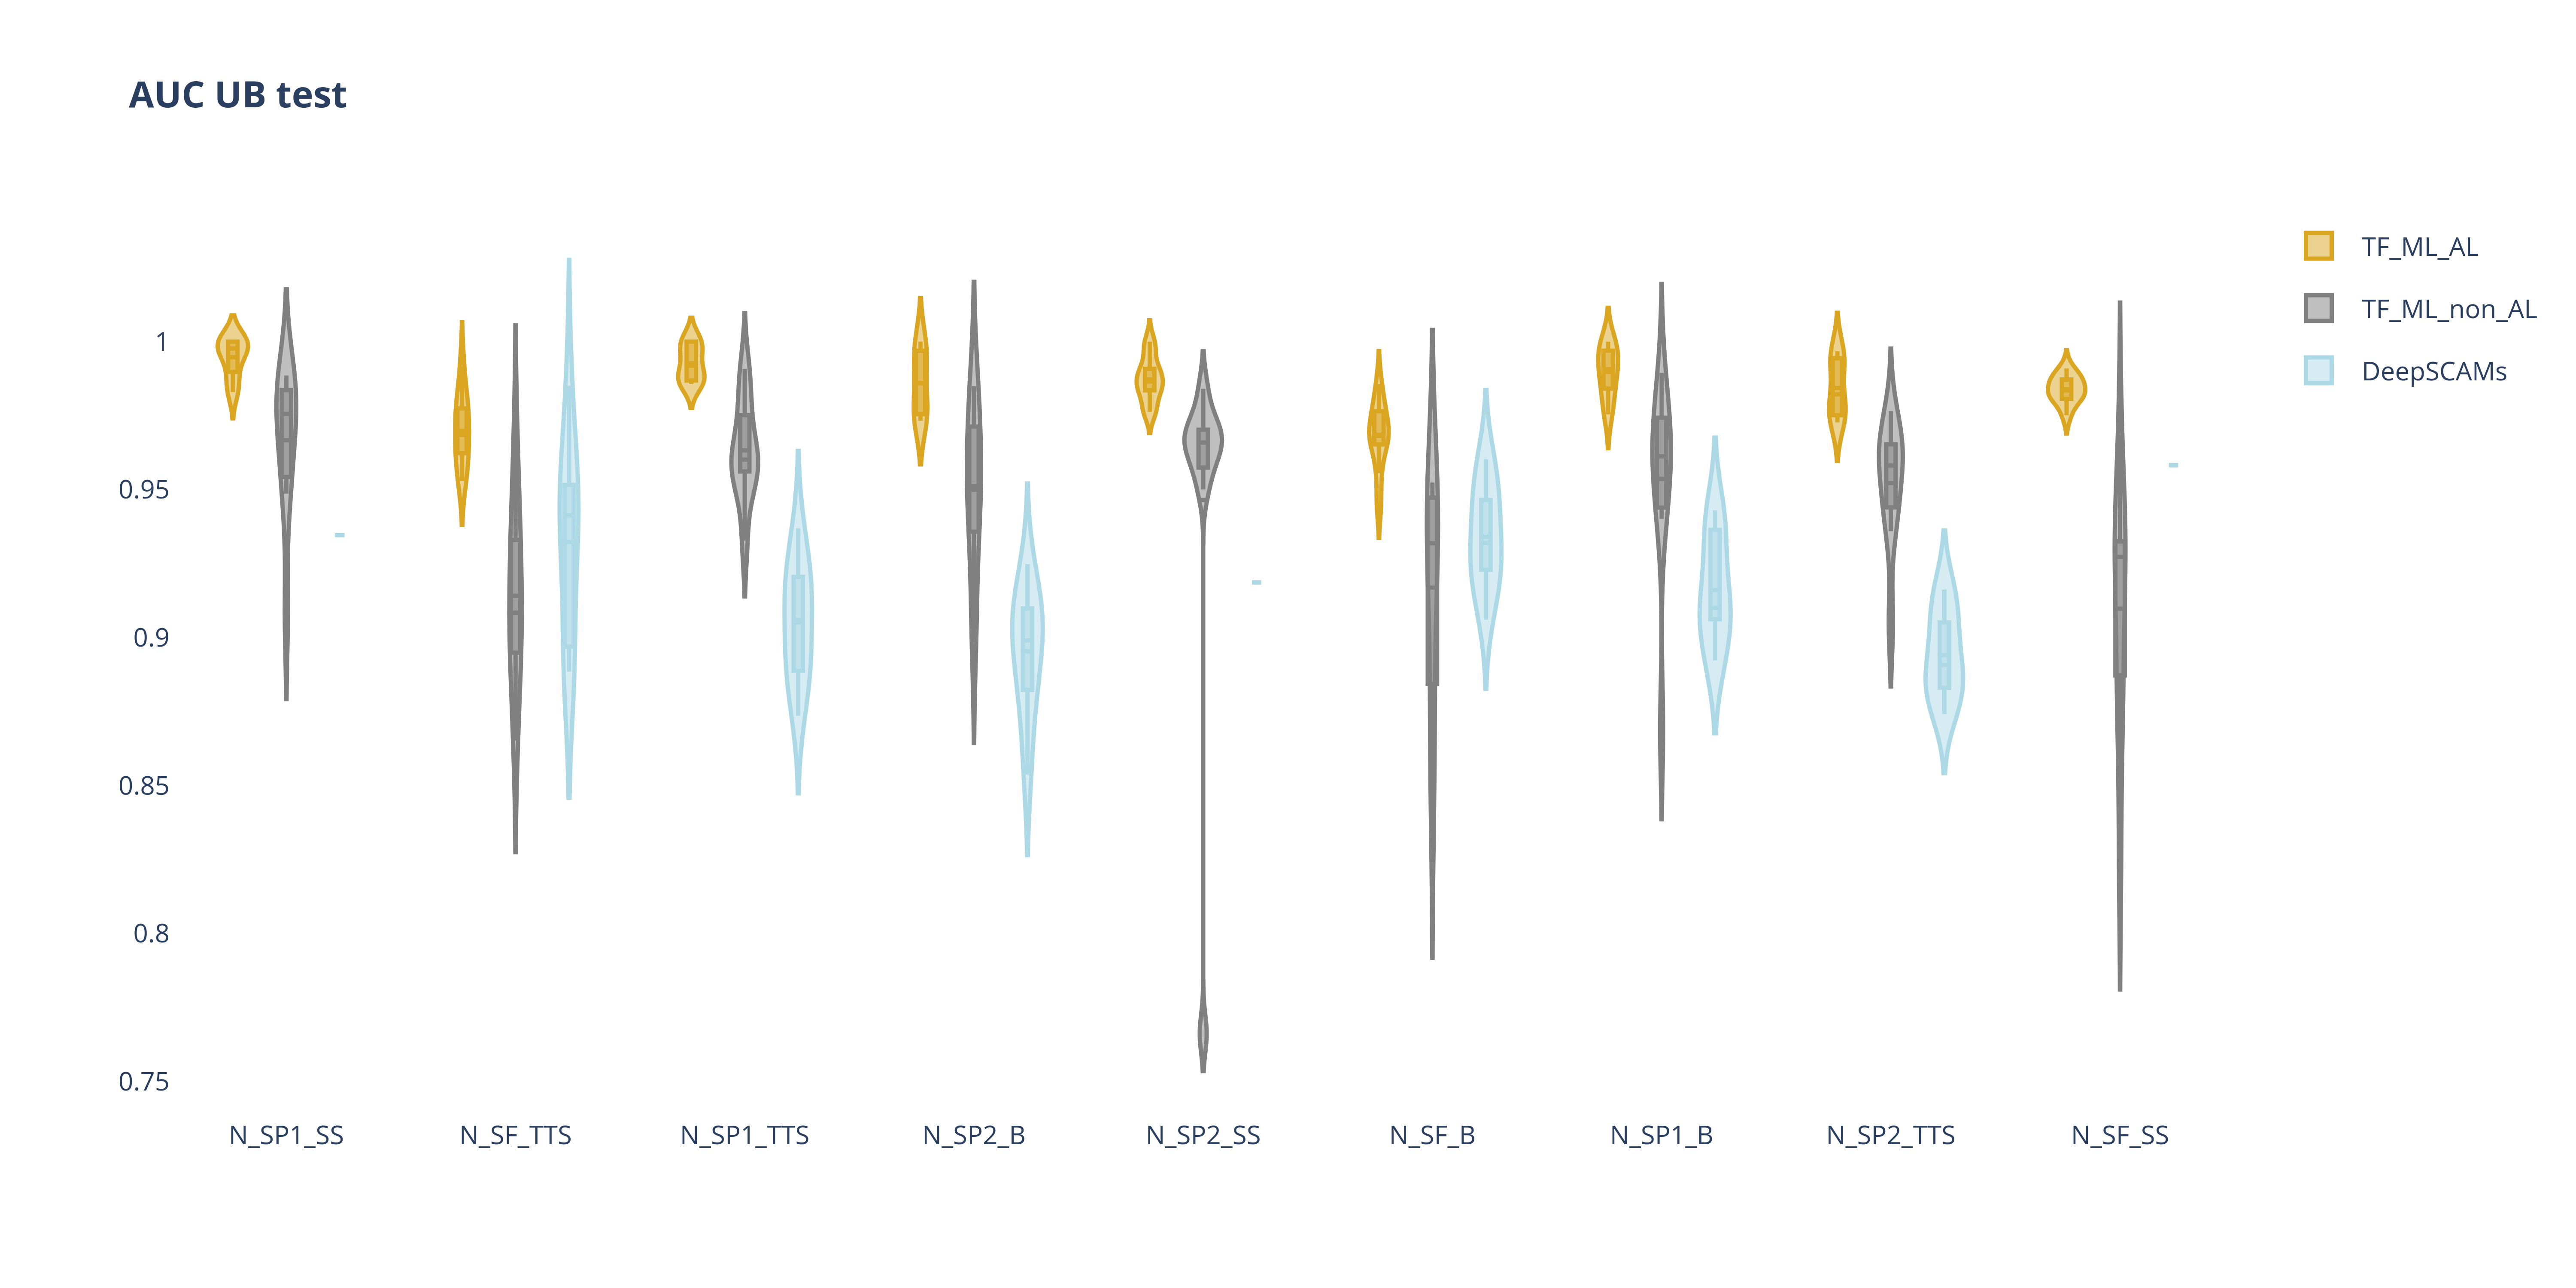 AUC UB test
TF_ML_AL
TF_ML_non_AL
DeepSCAMs
1
0.95
0.9
0.85
0.8
0.75
N_SP1_SS
N_SF_TTS
N_SP1_TTS
N_SP2_B
N_SP2_SS
N_SF_B
N_SP1_B
N_SP2_TTS
N_SF_SS